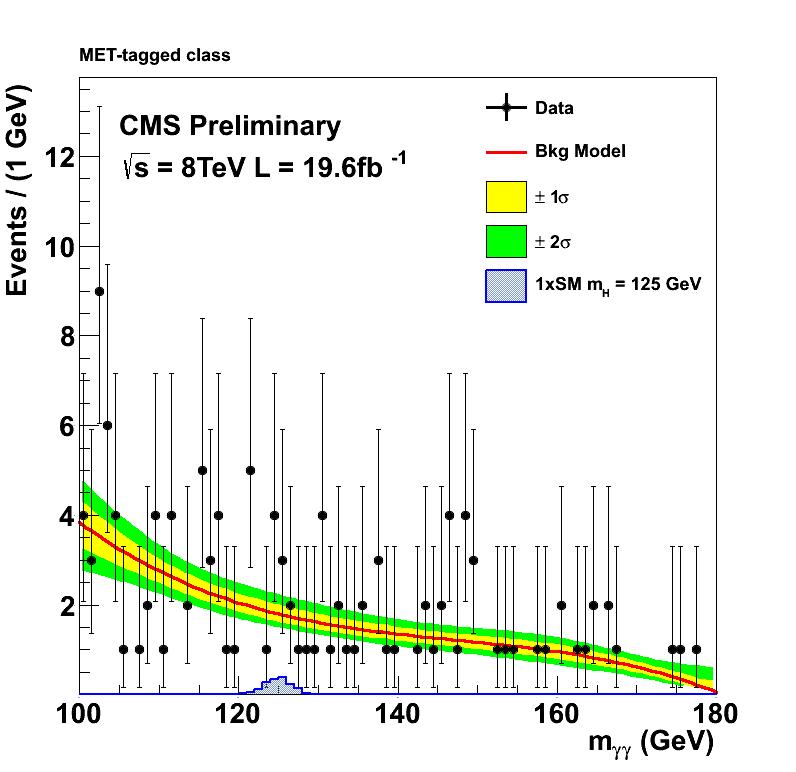 MET-tagged class
CMS Preliminary
√s = 8TeV L = 19.6fb -1
Data
Bkg Model
± 1σ
± 2σ
1xSM mH = 125 GeV
Events / (1 GeV)
12
10
8
6
4
2
100 120 140 160 180
mγγ (GeV)